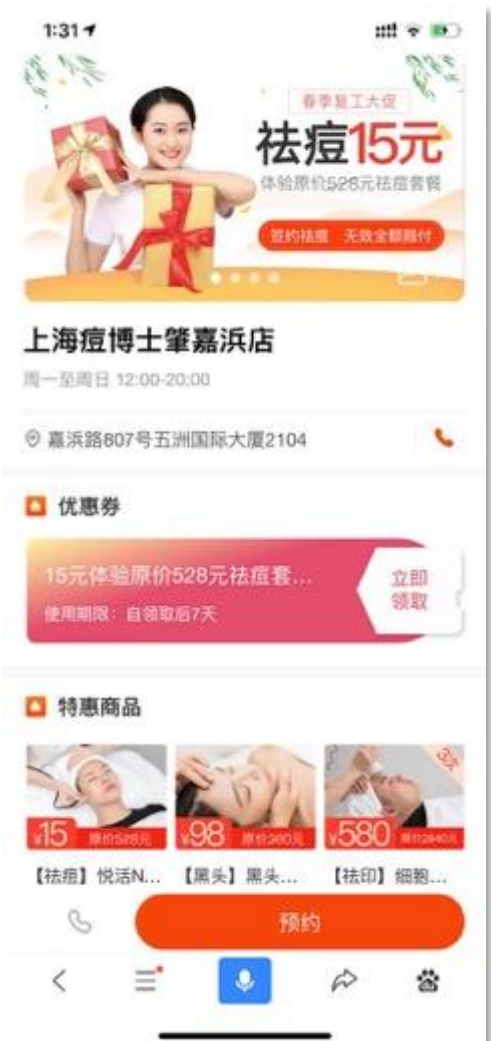 1:31
春季复工大促
祛痘15元
体验原价528元祛痘套餐
签约祛痘 无效全额赔付
上海痘博士肇嘉浜店
周一至周日 12:00-20:00
嘉浜路807号五洲国际大厦2104
优惠券
15元体验原价528元祛痘套...
使用期限：自领取后7天
立即
领取
特惠商品
¥15 原价528元
¥98 原价360元
¥580
【祛痘】悦活N...
【黑头】黑头...
【祛印】细胞...
预约